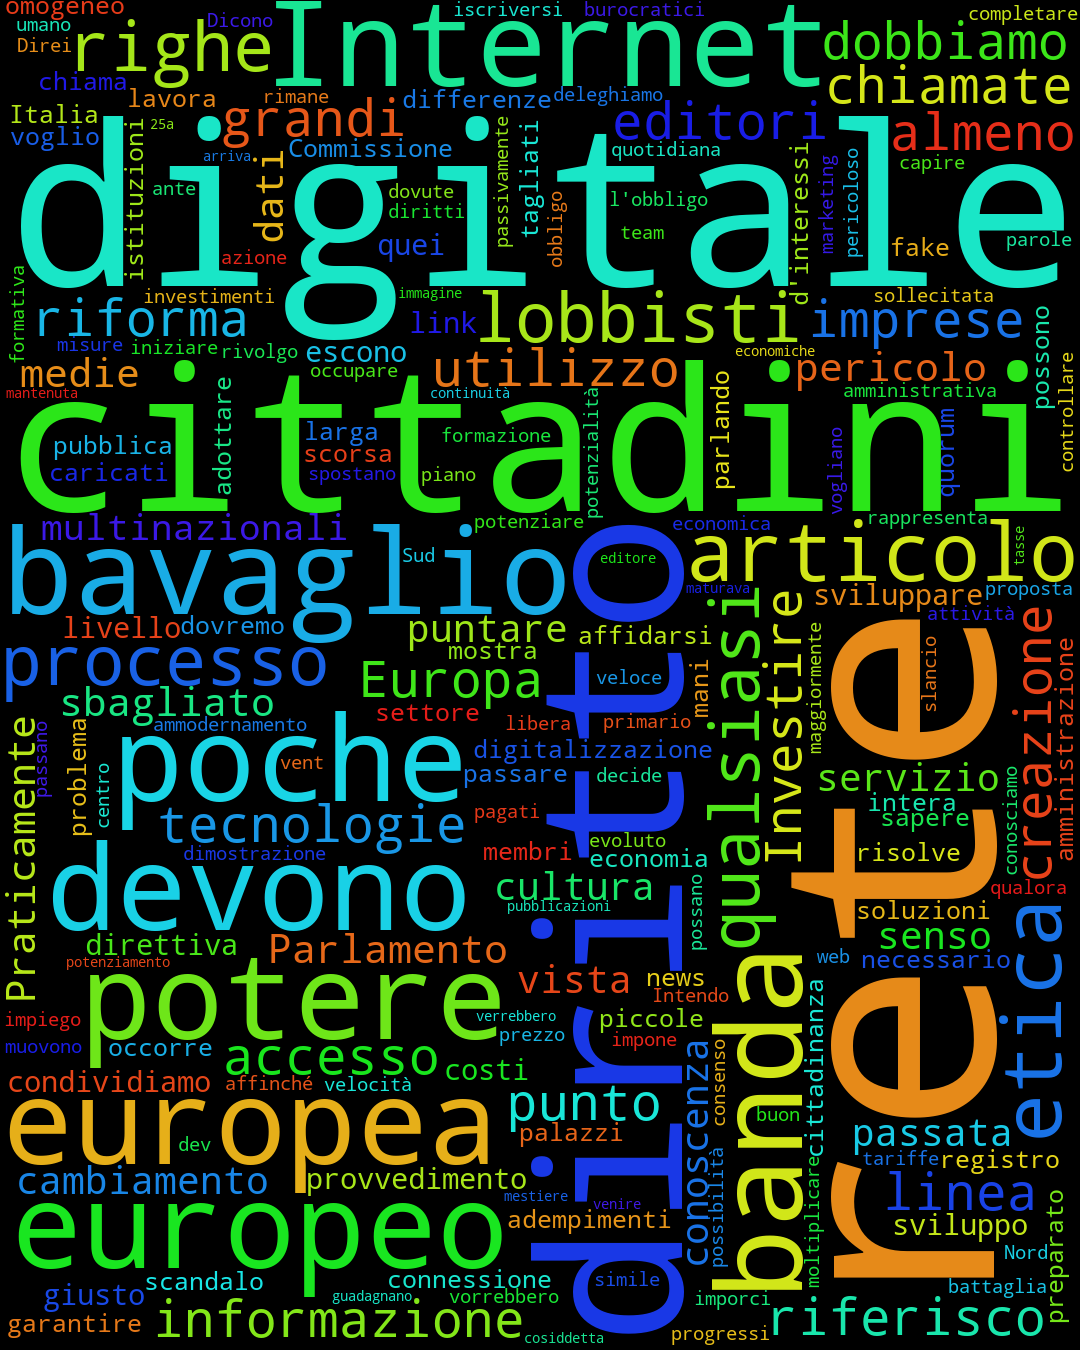 omogeneo
iscriversi
burocratici
completare
umano
Dicono
Direi
righe
Internet
dobbiamo
chiama
chiamate
lavora
rimane
differenze
deleghiamo
Italia
voglio
25a
grandi
editori
almeno
istituzioni
arriva
Commissione
passivamente
tagliati
quotidiana
d'interessi
marketing
pericoloso
capire
digitale
ante
dati
dovute
diritti
obbligo
l'obbligo
team
quei
azione
fake
parole
formativa
investimenti
immagine
sollecitata
riforma
link
lobbisti
imprese
possono
misure
iniziare
rivolgo
escono
economiche
controllare
medie
occupare
utilizzo
pericolo
mantenuta
continuità
amministrativa
cittadini
adottare
potenzialità
parlando
quorum
pubblica
larga
formazione
scorsa
caricati
spostano
piano
vogliano
multinazionali
potenziare
economica
rappresenta
tasse
bavaglio
Sud
editore
articolo
maturava
sviluppare
proposta
livello
dovremo
puntare
affidarsi
attività
processo
mostra
qualsiasi
Investire
maggiormente
slancio
creazione
Europa
veloce
mani
sbagliato
settore
libera
primario
ammodernamento
Praticamente
passano
problema
centro
poche
vent
digitalizzazione
passare
decide
servizio
amministrazione
conosciamo
intera
sapere
pagati
tecnologie
evoluto
dimostrazione
membri
economia
risolve
devono
cultura
qualora
pubblicazioni
possano
soluzioni
direttiva
Parlamento
senso
etica
potenziamento
vista
news
web
necessario
Intendo
potere
diritto
banda
rete
impiego
verrebbero
piccole
muovono
occorre
accesso
prezzo
impone
cittadinanza
consenso
conoscenza
costi
condividiamo
affinché
velocità
europea
punto
buon
dev
palazzi
passata
cambiamento
provvedimento
tariffe
registro
mestiere
venire
possibilità
moltiplicare
linea
preparato
europeo
adempimenti
sviluppo
Nord
scandalo
connessione
simile
battaglia
giusto
guadagnano
vorrebbero
imporci
garantire
informazione
cosiddetta
progressi
riferisco